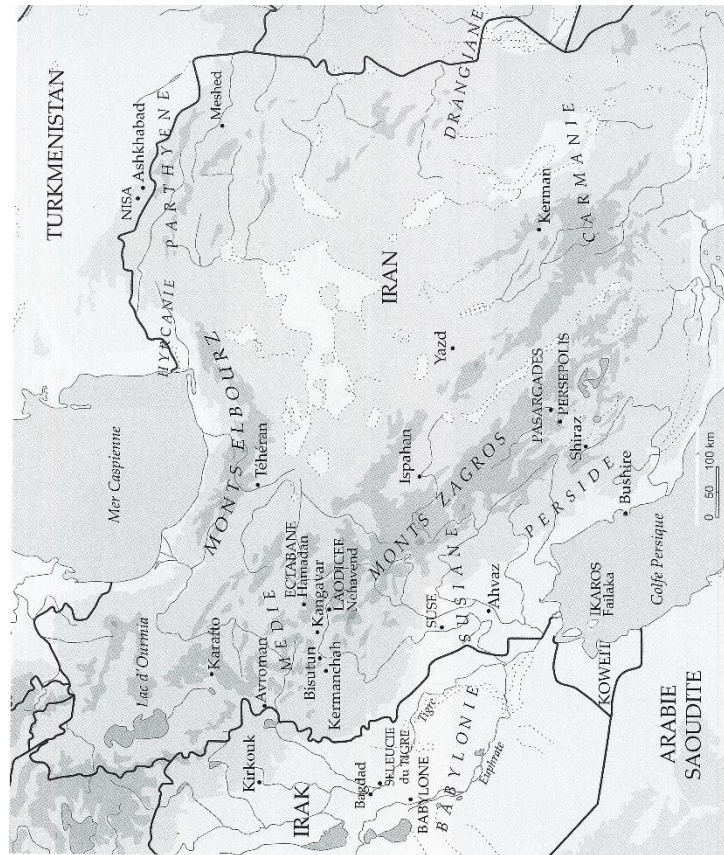 TURKMENISTAN
Mer Caspienne
NISA
Ashkhabad
Lac d'Ourmia
HYRCANIE
PARTHYENE
Meshed
MONTS ELBOURZ
Karafto
Téhéran
Kirkouk
Avroman
MEDIE
ECTABANE
Hamadán
Bisutun
Kangavar
Kermanchah
LAODICEE
Néhavend
IRAK
IRAN
Bagdad
SELEUCIE
du TIGRE
BABYLONE
Tigre
BABYLONIE
Euphrate
MONTS ZAGROS
Ispahan
Yazd
DRANGIANE
SUSE
SUSIANE
Ahvaz
PASARGADES
PERSEPOLIS
Kerman
CARMANIE
Shiraz
PERSIDE
KOWEIT
IKAROS
Failaka
Bushire
Golfe Persique
ARABIE
SAOUDITE
0 50 100 km